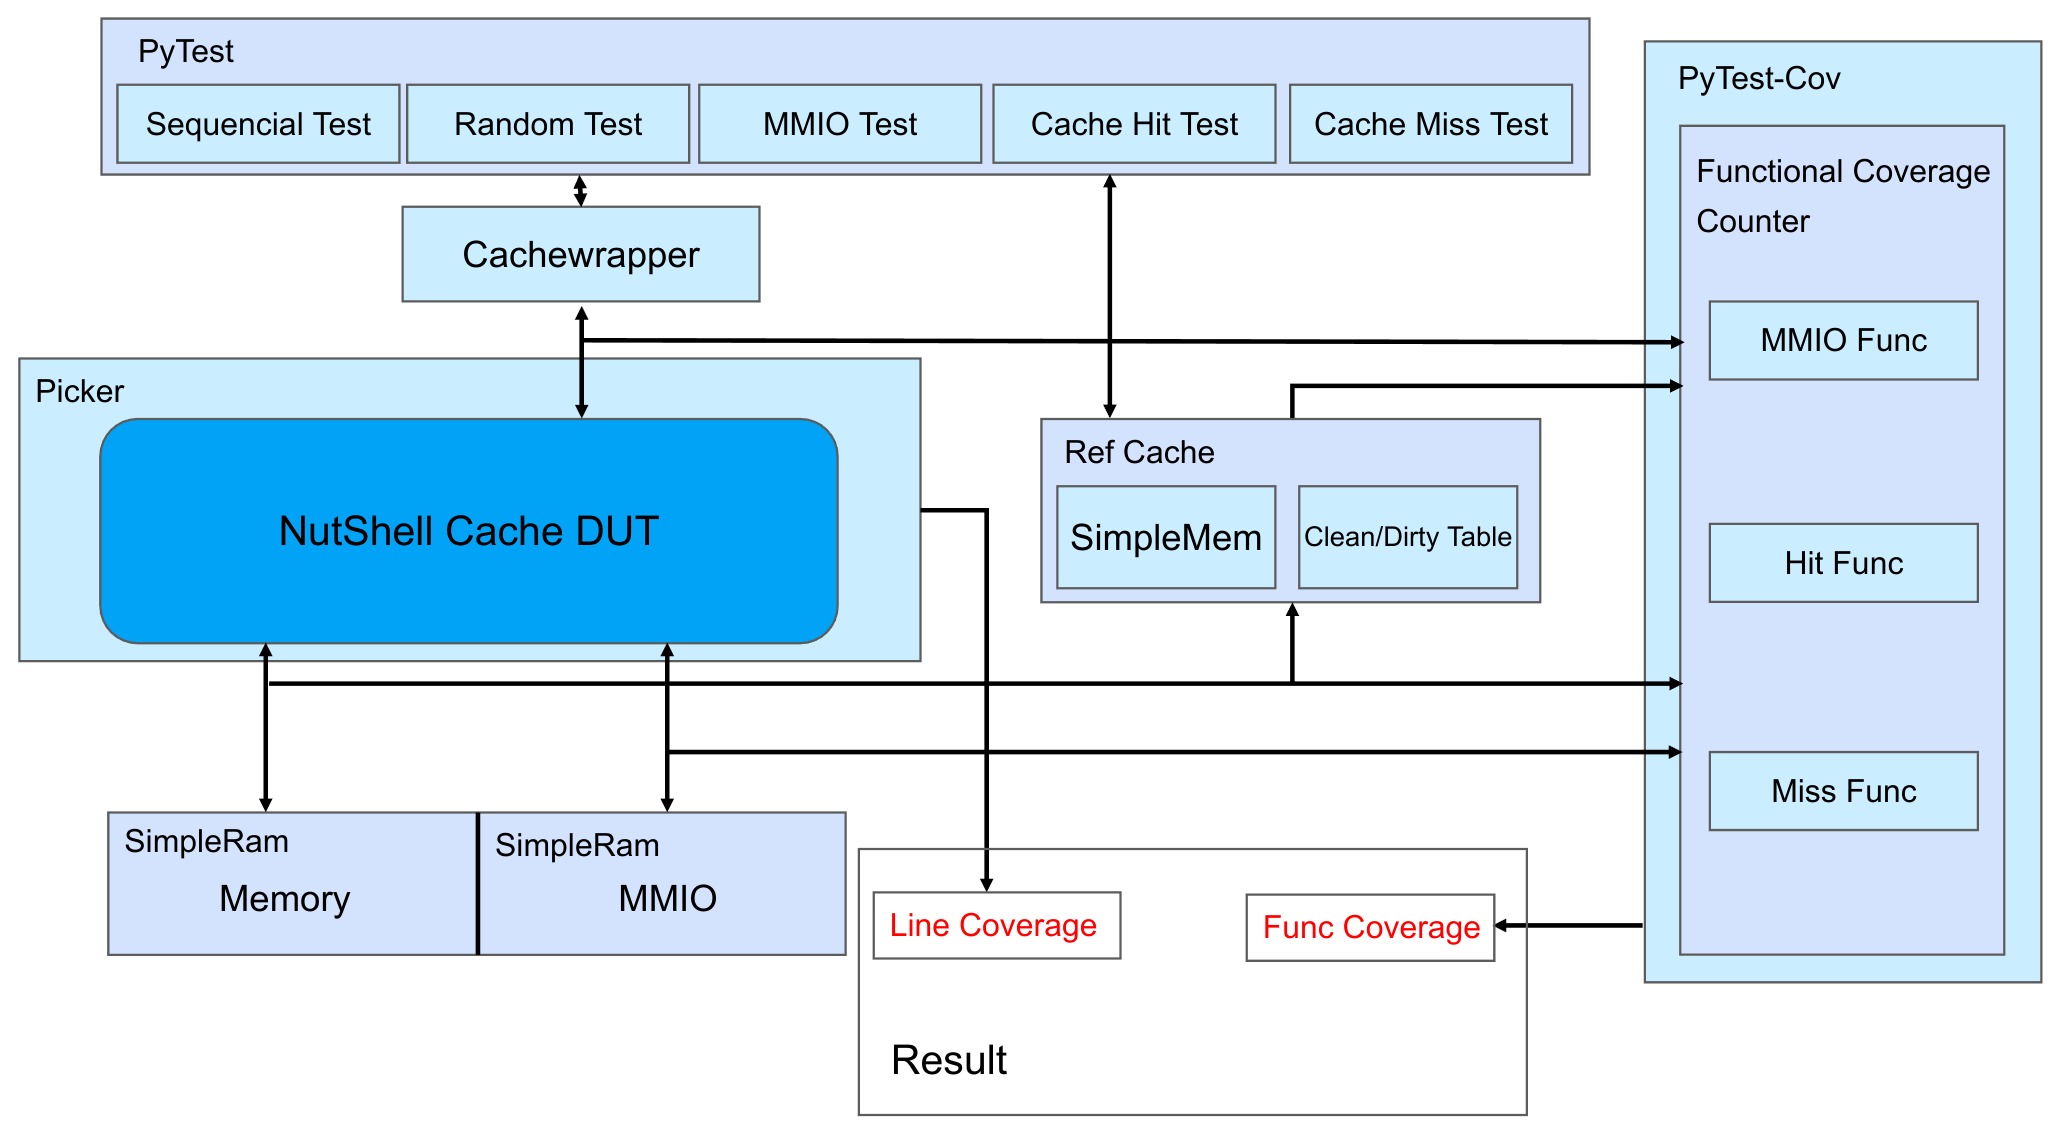 PyTest
Sequencial Test
Random Test
MMIO Test
Cache Hit Test
Cache Miss Test
PyTest-Cov
Functional Coverage
Counter
MMIO Func
Hit Func
Miss Func
Cachewrapper
Picker
NutShell Cache DUT
Ref Cache
SimpleMem
Clean/Dirty Table
SimpleRam
Memory
SimpleRam
MMIO
Line Coverage
Func Coverage
Result